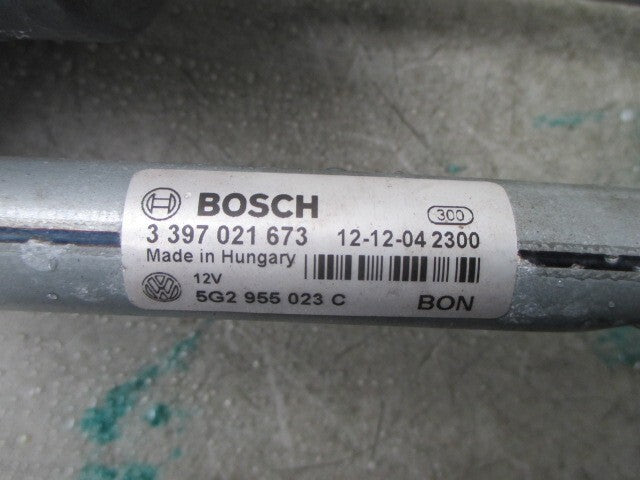 BOSCH 300
3 397 021 673 12-12-04 2300
Made in Hungary
12V
5G2 955 023 C BON